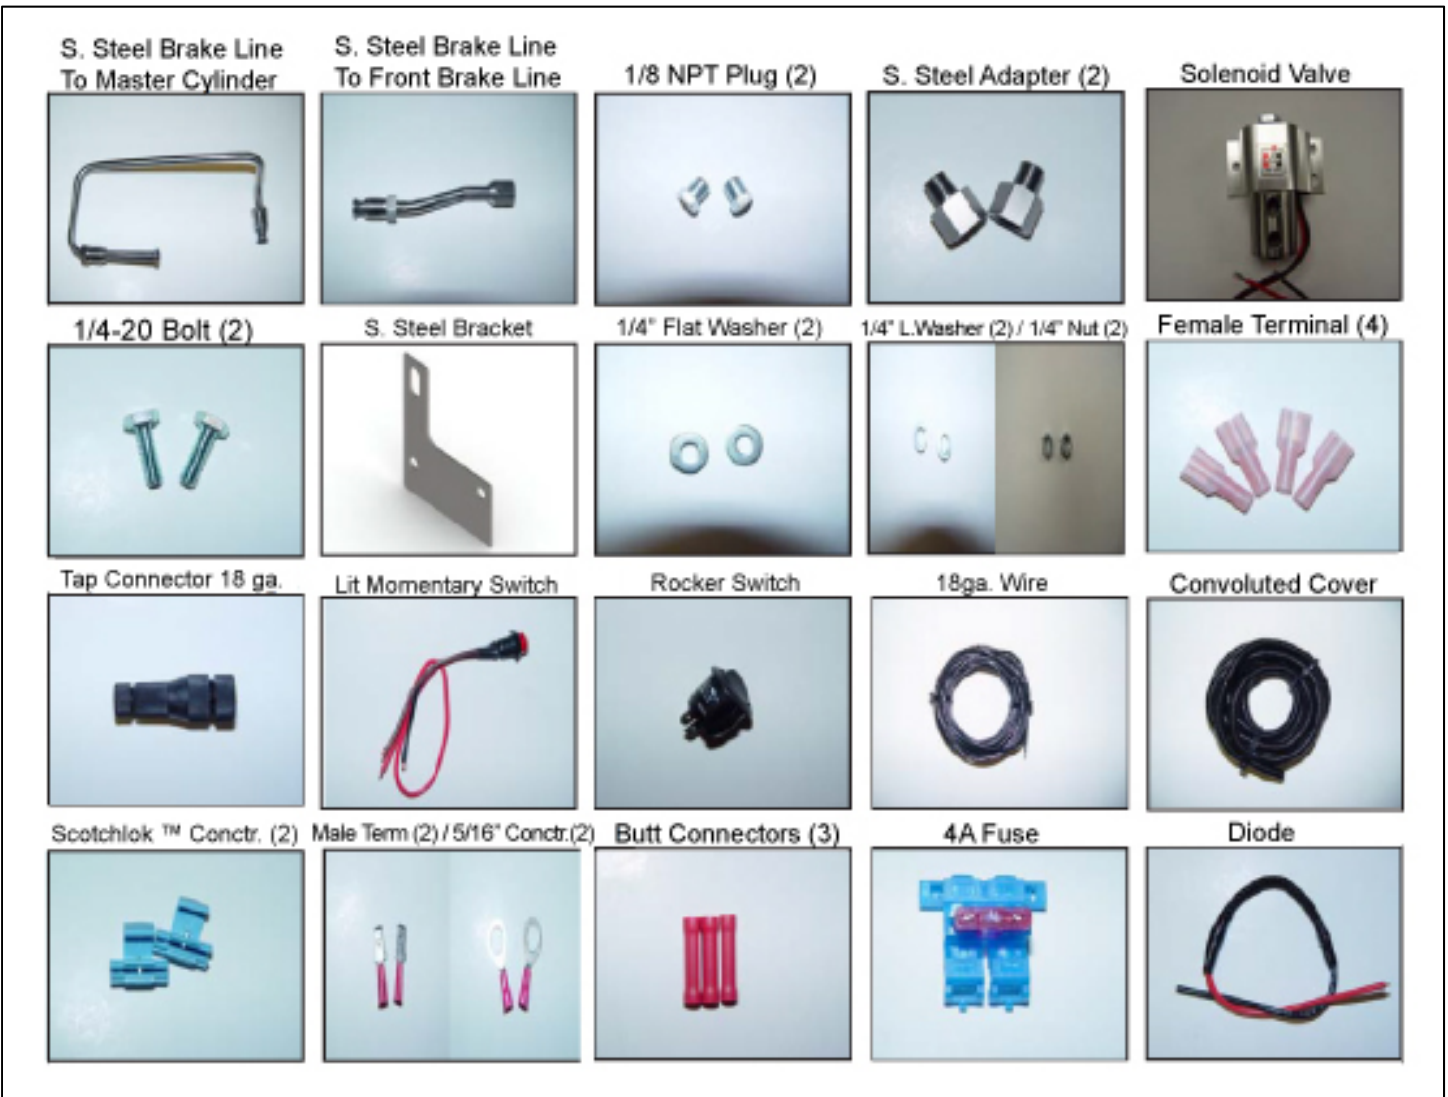 S. Steel Brake Line
To Master Cylinder
S. Steel Brake Line
To Front Brake Line
1/8 NPT Plug (2)
S. Steel Adapter (2)
Solenoid Valve
1/4-20 Bolt (2)
S. Steel Bracket
1/4" Flat Washer (2)
1/4" L.Washer (2) / 1/4" Nut (2)
Female Terminal (4)
Tap Connector 18 ga.
Lit Momentary Switch
Rocker Switch
18ga. Wire
Convoluted Cover
Scotchlok ™ Conctr. (2)
Male Term (2) / 5/16" Conctr.(2)
Butt Connectors (3)
4A Fuse
Diode